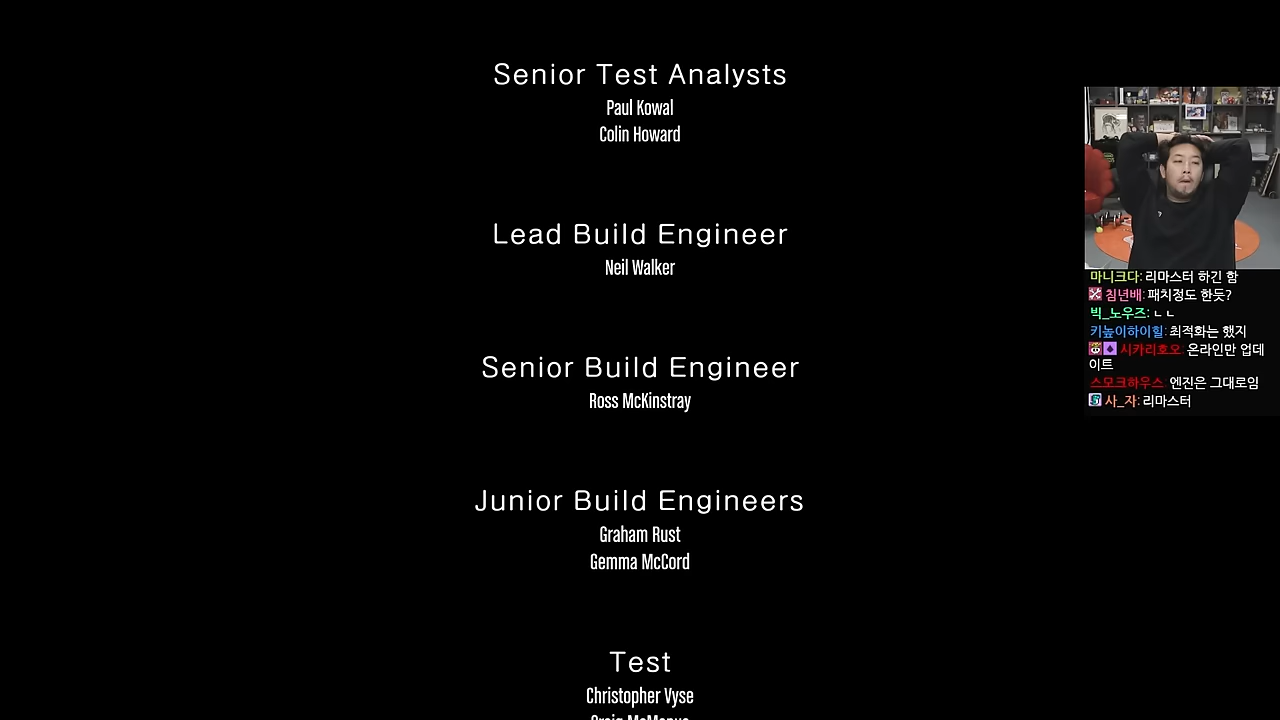 Senior Test Analysts
Paul Kowal
Colin Howard
Lead Build Engineer
Neil Walker
Senior Build Engineer
Ross McKinstray
Junior Build Engineers
Graham Rust
Gemma McCord
Test
Christopher Vyse
Craig McManus
마니크다: 리마스터 하긴 함
침년배: 패치정도 한듯?
빅_노우즈: ㄴㄴ
키높이하이힐: 최적화는 했지
시카리호오: 온라인만 업데
이트
스모크하우스: 엔진은 그대로임
사_자: 리마스터